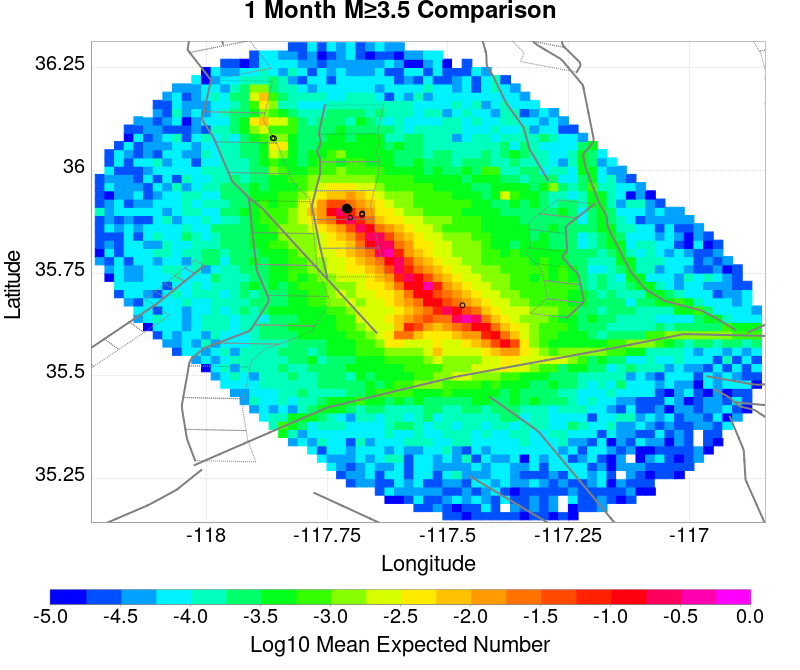 1 Month M≥3.5 Comparison
36.25
36
35.75
35.5
35.25
Latitude
-118 -117.75 -117.5 -117.25 -117
Longitude
-5.0 -4.5 -4.0 -3.5 -3.0 -2.5 -2.0 -1.5 -1.0 -0.5 0.0
Log10 Mean Expected Number